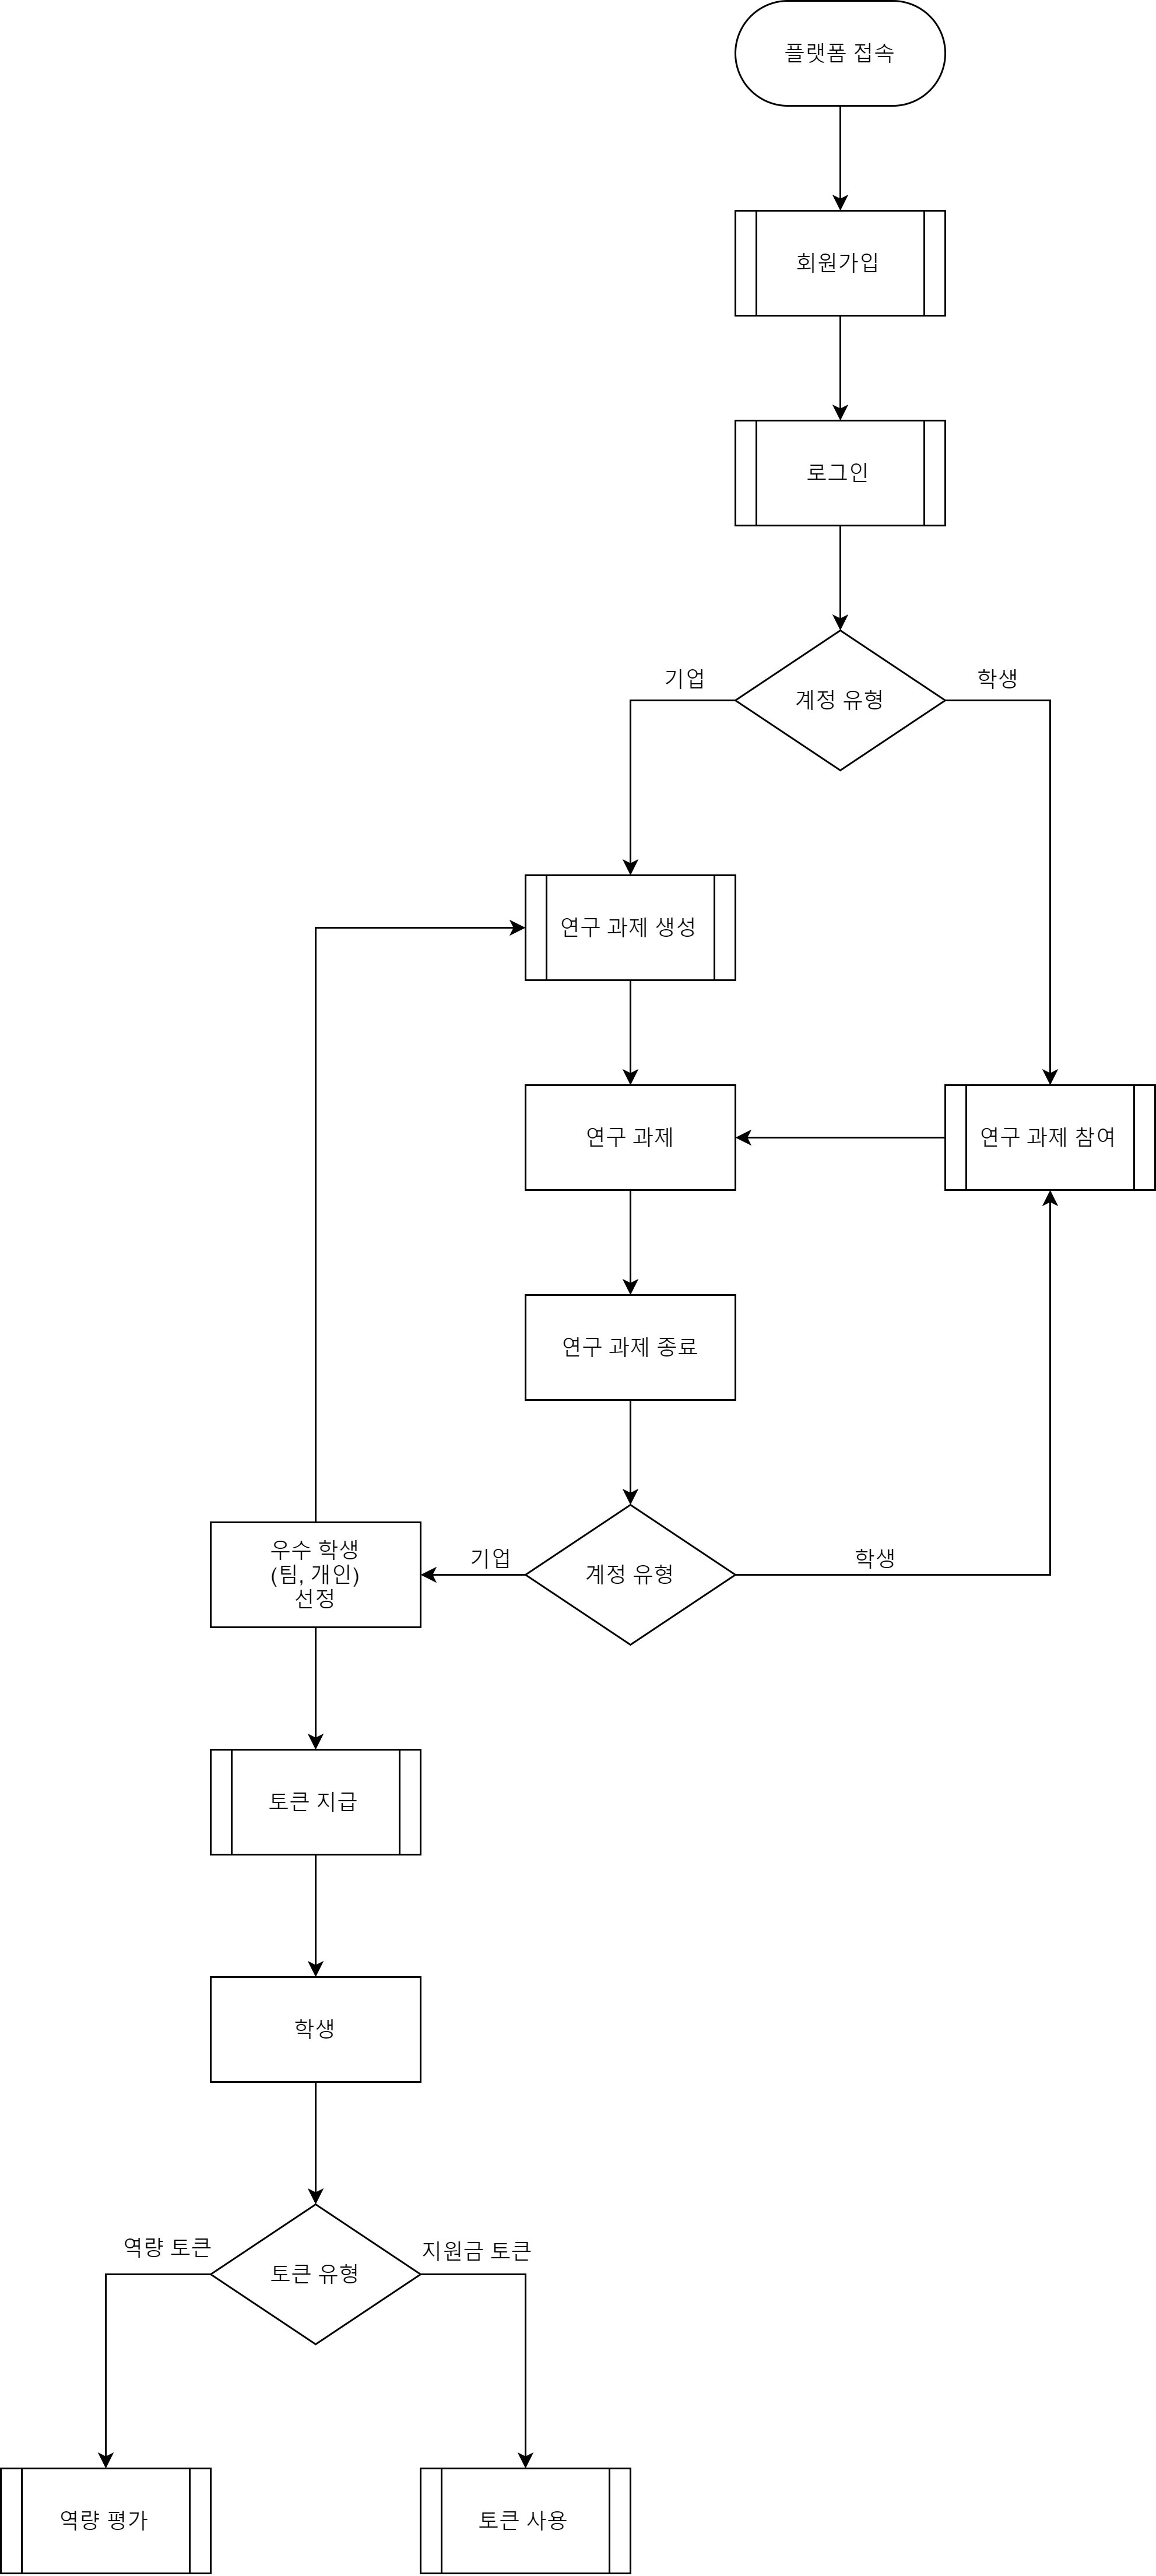 플랫폼 접속
회원가입
로그인
기업
계정 유형
학생
연구 과제 생성
연구 과제
연구 과제 참여
연구 과제 종료
우수 학생
(팀, 개인)
선정
기업
계정 유형
학생
토큰 지급
학생
역량 토큰
토큰 유형
지원금 토큰
역량 평가
토큰 사용